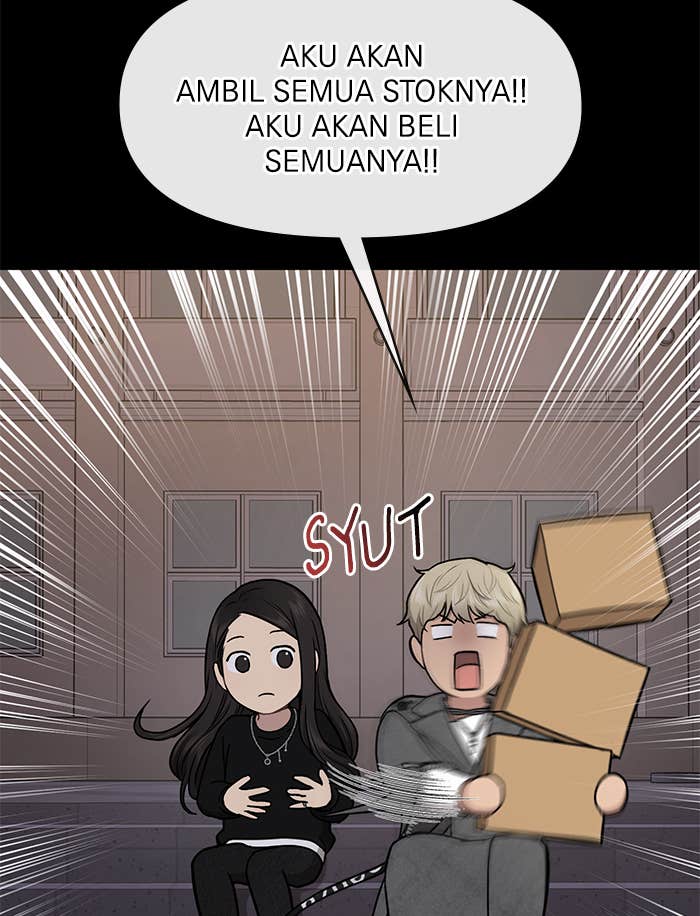 AKU AKAN
AMBIL SEMUA STOKNYA!!
AKU AKAN BELI
SEMUANYA!!
SYUT